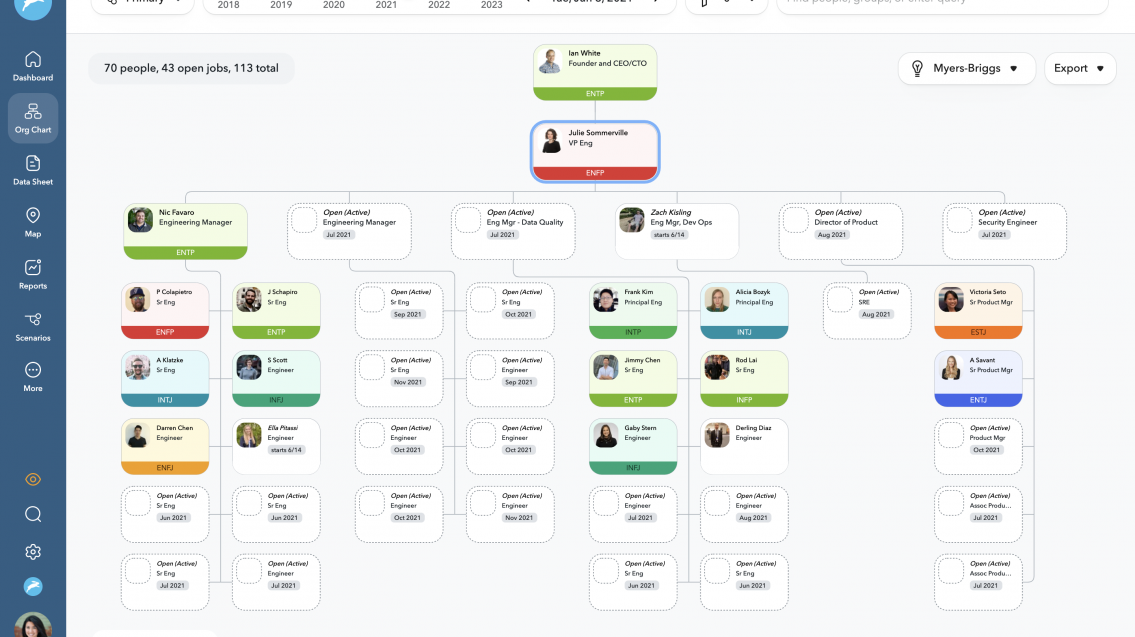 Primary
2018
2019
2020
2021
2022
2023
Tue, Jun 8, 2021
Find people, groups, or enter query
Dashboard
Org Chart
Data Sheet
Map
Reports
Scenarios
More
70 people, 43 open jobs, 113 total
Myers-Briggs
Export
Ian White
Founder and CEO/CTO
ENTP
Julie Sommerville
VP Eng
ENFP
Nic Favaro
Engineering Manager
ENTP
Open (Active)
Engineering Manager
Jul 2021
Open (Active)
Eng Mgr - Data Quality
Jul 2021
Zach Kisling
Eng Mgr, Dev Ops
starts 6/14
Open (Active)
Director of Product
Aug 2021
Open (Active)
Security Engineer
Jul 2021
P Colapietro
Sr Eng
ENFP
J Schapiro
Sr Eng
ENTP
Open (Active)
Sr Eng
Sep 2021
Open (Active)
Sr Eng
Oct 2021
Frank Kim
Principal Eng
INTP
Alicia Bozyk
Principal Eng
INTJ
Open (Active)
SRE
Aug 2021
Victoria Seto
Sr Product Mgr
ESTJ
A Klatzke
Sr Eng
INTJ
S Scott
Engineer
INFJ
Open (Active)
Sr Eng
Nov 2021
Open (Active)
Engineer
Sep 2021
Jimmy Chen
Sr Eng
ENTP
Rod Lai
Sr Eng
INFP
A Savant
Sr Product Mgr
ENTJ
Darren Chen
Engineer
ENFJ
Ella Pitassi
Engineer
starts 6/14
Open (Active)
Engineer
Oct 2021
Open (Active)
Engineer
Oct 2021
Gaby Stern
Engineer
INFJ
Derling Diaz
Engineer
Open (Active)
Product Mgr
Oct 2021
Open (Active)
Sr Eng
Jun 2021
Open (Active)
Sr Eng
Jun 2021
Open (Active)
Engineer
Oct 2021
Open (Active)
Engineer
Nov 2021
Open (Active)
Engineer
Jul 2021
Open (Active)
Engineer
Aug 2021
Open (Active)
Assoc Produ...
Jul 2021
Open (Active)
Sr Eng
Jul 2021
Open (Active)
Engineer
Jul 2021
Open (Active)
Sr Eng
Jun 2021
Open (Active)
Sr Eng
Jun 2021
Open (Active)
Assoc Produ...
Jul 2021